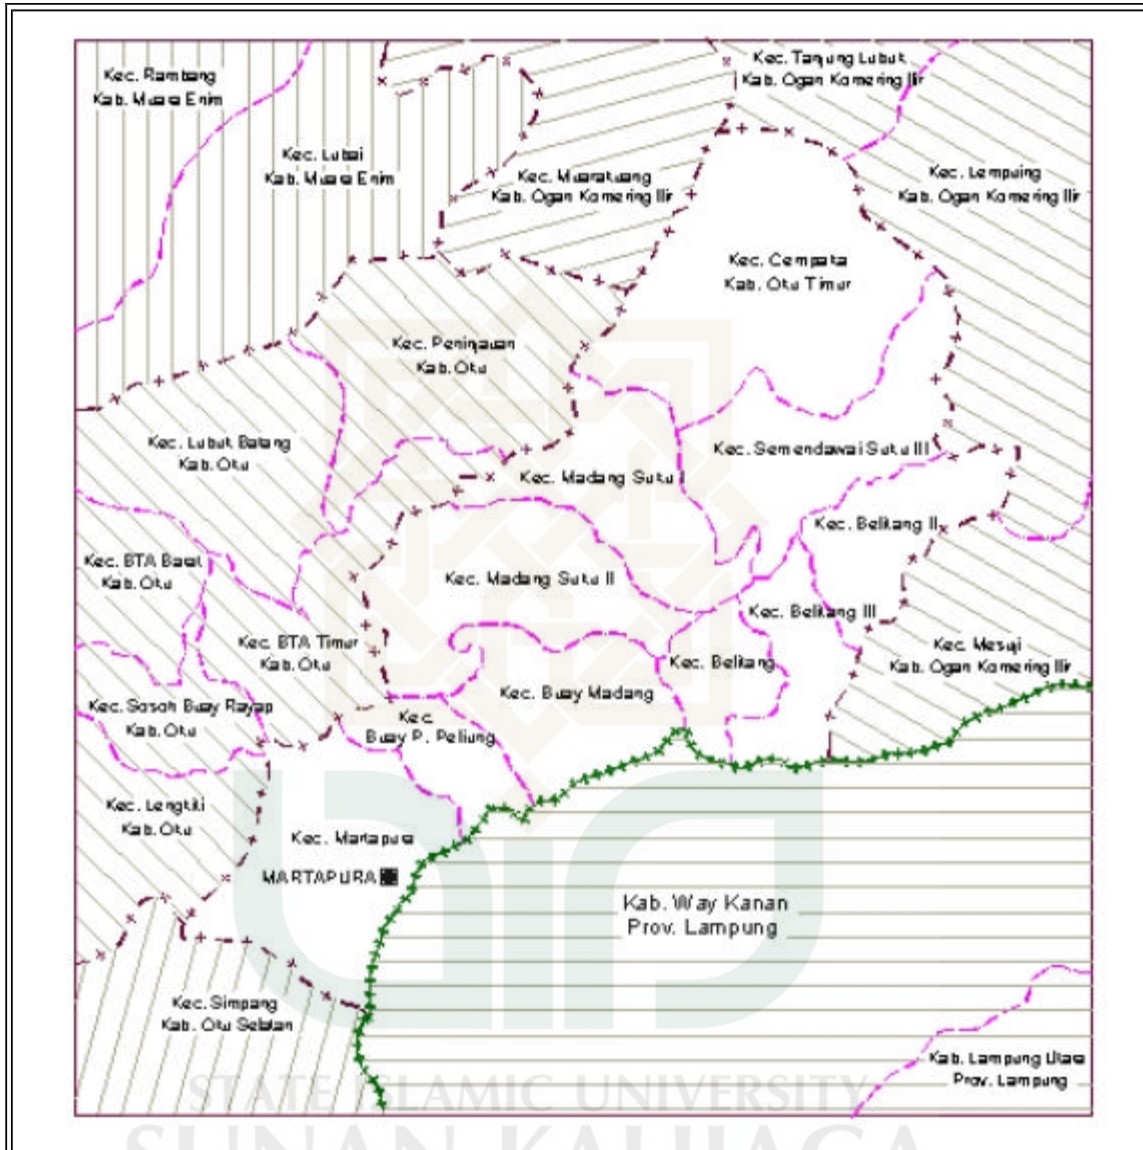 Kec. Rambang
Kab. Muara Enim
Kec. Tanjung Lubuk
Kab. Ogan Komering Ilir
Kec. Lubai
Kab. Muara Enim
Kec. Muarakuang
Kab. Ogan Komering Ilir
Kec. Lempuing
Kab. Ogan Komering Ilir
Kec. Cempaka
Kab. Oku Timur
Kec. Peninjauan
Kab. Oku
Kec. Lubuk Batang
Kab. Oku
Kec. Madang Suku I
Kec. Semendawai Suku III
Kec. Belitang II
Kec. BTA Barat
Kab. Oku
Kec. Madang Suku II
Kec. Belitang III
Kec. BTA Timur
Kab. Oku
Kec. Belitang
Kec. Mesuji
Kab. Ogan Komering Ilir
Kec. Buay Madang
Kec. Sosoh Buay Rayap
Kab. Oku
Kec.
Buay P. Peliung
Kec. Lengkiti
Kab. Oku
Kec. Martapura
MARTAPURA
Kab. Way Kanan
Prov. Lampung
Kec. Simpang
Kab. Oku Selatan
Kab. Lampung Utara
Prov. Lampung
STATE ISLAMIC UNIVERSITY
SUNAN KALIJAGA